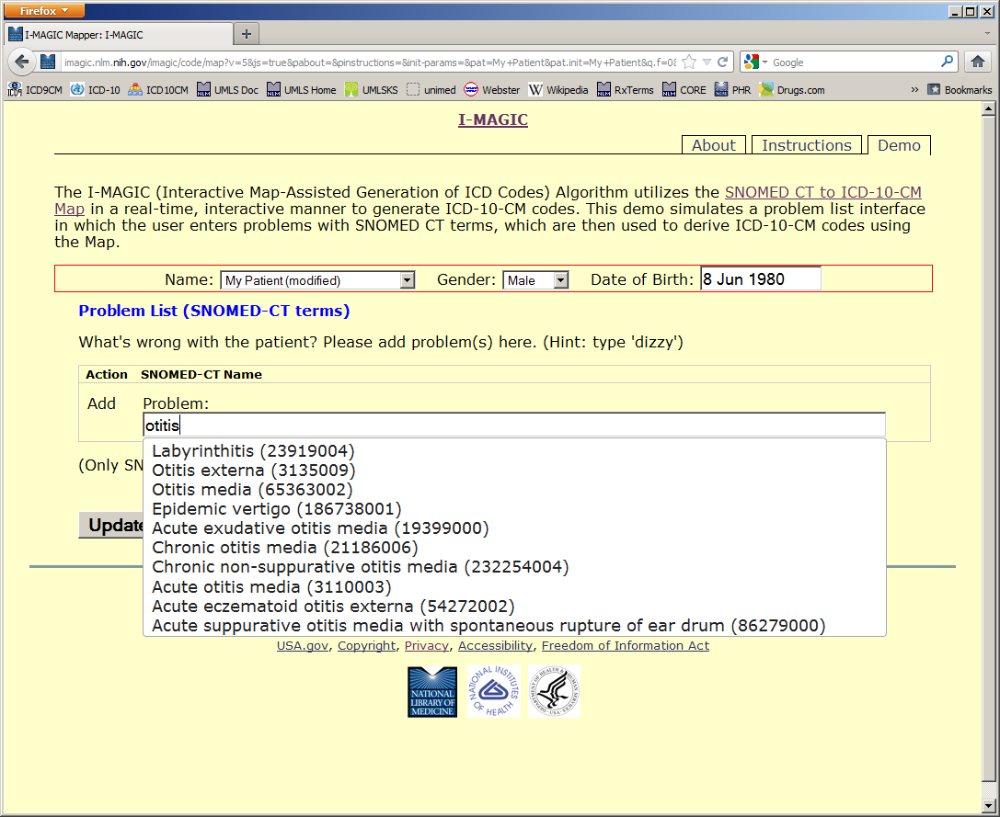 Firefox
I-MAGIC Mapper: I-MAGIC
imagic.nlm.nih.gov/imagic/code/map?v=5&js=true&pabout=&pinstructions=&init-params=&pat=My+Patient&pat.init=My+Patient&q.f=0&
Google
ICD9CM ICD-10 ICD10CM UMLS Doc UMLS Home UMLSKS unimed Webster Wikipedia RxTerms CORE PHR Drugs.com » Bookmarks
I-MAGIC
About Instructions Demo
The I-MAGIC (Interactive Map-Assisted Generation of ICD Codes) Algorithm utilizes the SNOMED CT to ICD-10-CM
Map in a real-time, interactive manner to generate ICD-10-CM codes. This demo simulates a problem list interface
in which the user enters problems with SNOMED CT terms, which are then used to derive ICD-10-CM codes using
the Map.
Name: My Patient (modified) Gender: Male Date of Birth: 8 Jun 1980
Problem List (SNOMED-CT terms)
What's wrong with the patient? Please add problem(s) here. (Hint: type 'dizzy')
Action SNOMED-CT Name
Add Problem:
otitis
(Only SN
Labyrinthitis (23919004)
Otitis externa (3135009)
Otitis media (65363002)
Epidemic vertigo (186738001)
Update
Acute exudative otitis media (19399000)
Chronic otitis media (21186006)
Chronic non-suppurative otitis media (232254004)
Acute otitis media (3110003)
Acute eczematoid otitis externa (54272002)
Acute suppurative otitis media with spontaneous rupture of ear drum (86279000)
USA.gov, Copyright, Privacy, Accessibility, Freedom of Information Act
NATIONAL
LIBRARY OF
MEDICINE
NATIONAL INSTITUTES OF HEALTH
DEPARTMENT OF HEALTH & HUMAN SERVICES · USA